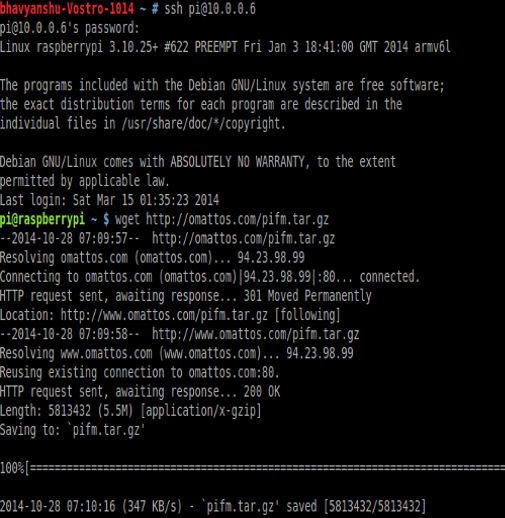 bhavyanshu-Vostro-1014 ~ # ssh pi@10.0.0.6
pi@10.0.0.6's password:
Linux raspberrypi 3.10.25+ #622 PREEMPT Fri Jan 3 18:41:00 GMT 2014 armv6l
The programs included with the Debian GNU/Linux system are free software;
the exact distribution terms for each program are described in the
individual files in /usr/share/doc/*/copyright.
Debian GNU/Linux comes with ABSOLUTELY NO WARRANTY, to the extent
permitted by applicable law.
Last login: Sat Mar 15 01:35:23 2014
pi@raspberrypi ~ $ wget http://omattos.com/pifm.tar.gz
--2014-10-28 07:09:57--  http://omattos.com/pifm.tar.gz
Resolving omattos.com (omattos.com)... 94.23.98.99
Connecting to omattos.com (omattos.com)|94.23.98.99|:80... connected.
HTTP request sent, awaiting response... 301 Moved Permanently
Location: http://www.omattos.com/pifm.tar.gz [following]
--2014-10-28 07:09:58--  http://www.omattos.com/pifm.tar.gz
Resolving www.omattos.com (www.omattos.com)... 94.23.98.99
Reusing existing connection to omattos.com:80.
HTTP request sent, awaiting response... 200 OK
Length: 5813432 (5.5M) [application/x-gzip]
Saving to: `pifm.tar.gz'
100%[==============================================================================
2014-10-28 07:10:16 (347 KB/s) - `pifm.tar.gz' saved [5813432/5813432]